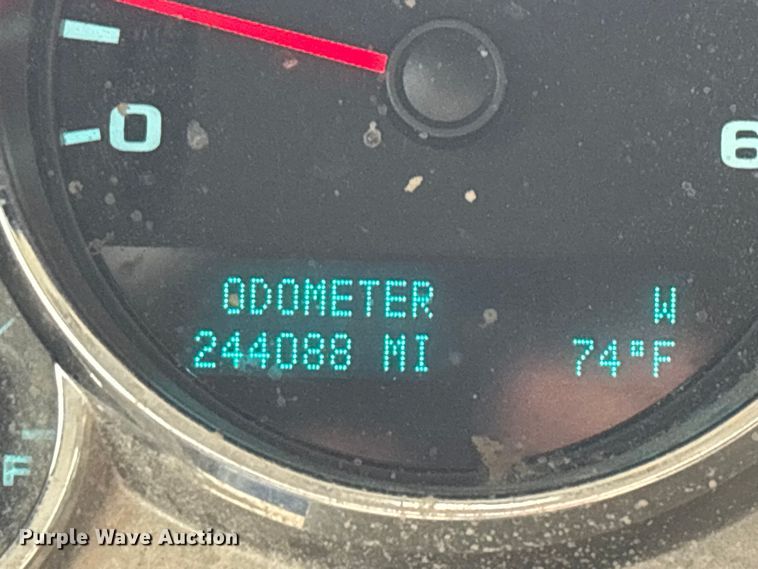 0
6
ODOMETER W
244088 MI 74°F
F
Purple Wave Auction